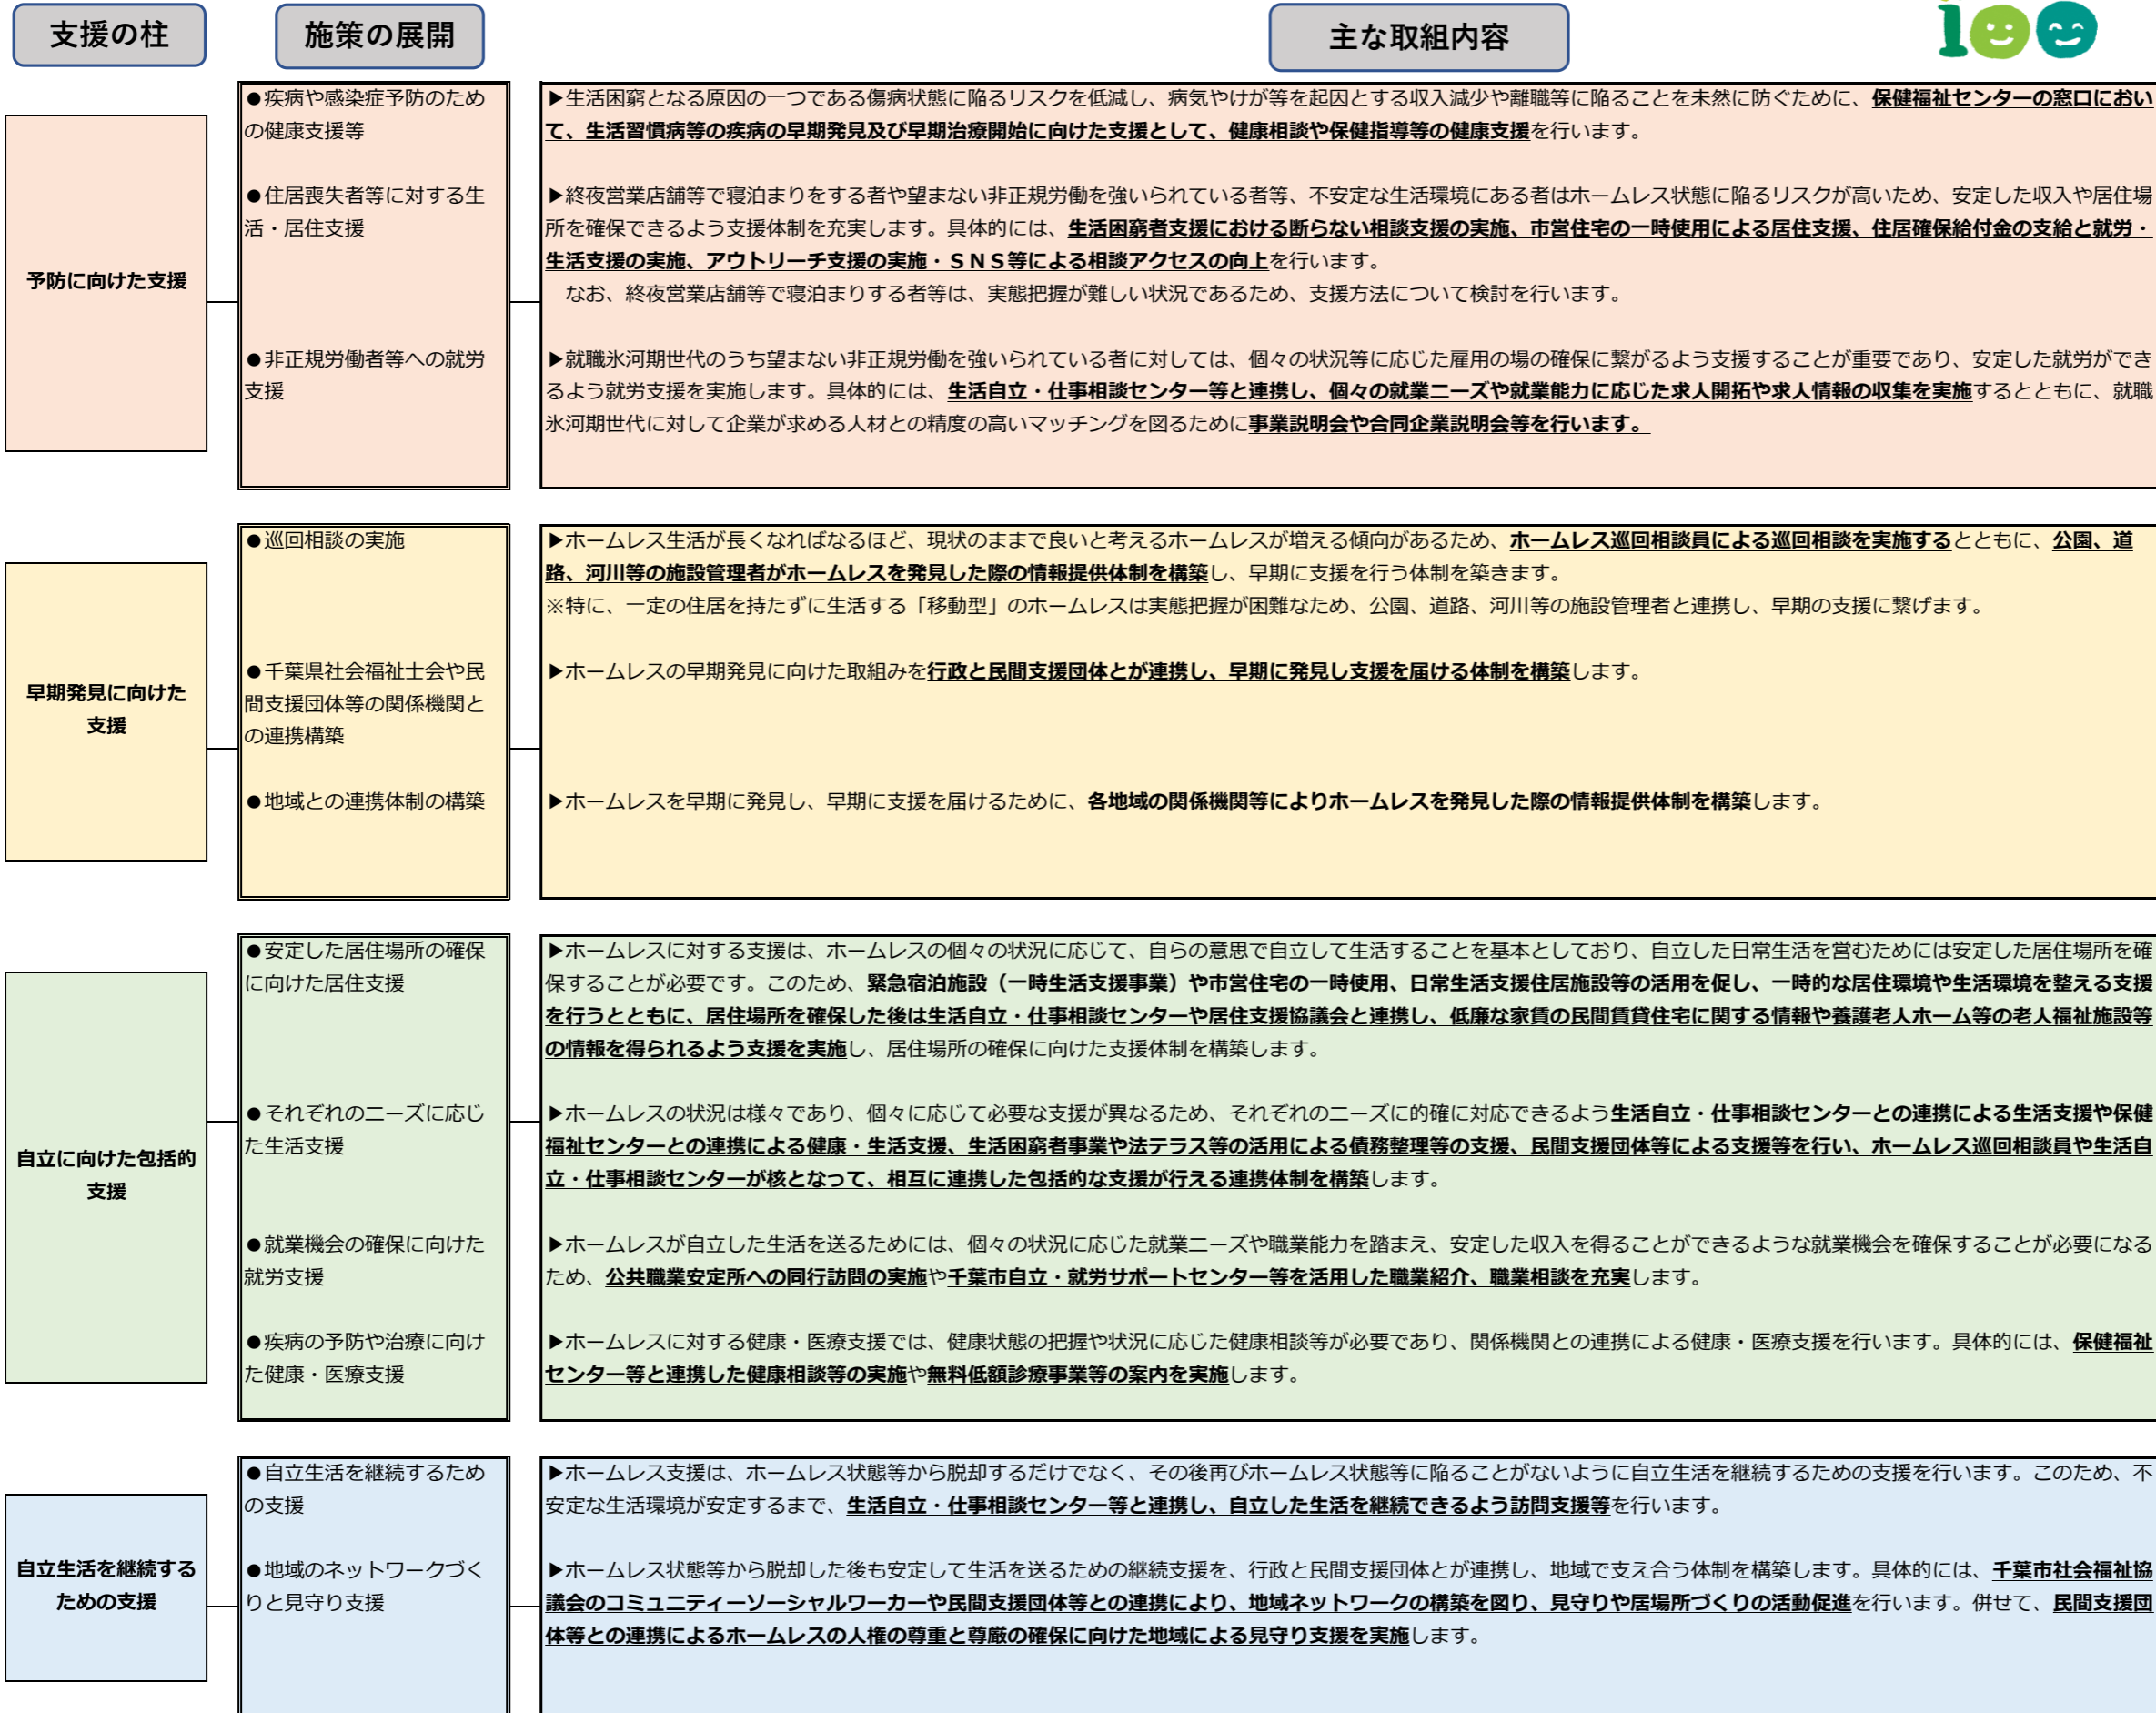 支援の柱
施策の展開
主な取組内容
予防に向けた支援
●疾病や感染症予防のため
の健康支援等
●住居喪失者等に対する生
活・居住支援
●非正規労働者等への就労
支援
▶生活困窮となる原因の一つである傷病状態に陥るリスクを低減し、病気やけが等を起因とする収入減少や離職等に陥ることを未然に防ぐために、保健福祉センターの窓口におい
て、生活習慣病等の疾病の早期発見及び早期治療開始に向けた支援として、健康相談や保健指導等の健康支援を行います。
▶終夜営業店舗等で寝泊まりをする者や望まない非正規労働を強いられている者等、不安定な生活環境にある者はホームレス状態に陥るリスクが高いため、安定した収入や居住場
所を確保できるよう支援体制を充実します。具体的には、生活困窮者支援における断らない相談支援の実施、市営住宅の一時使用による居住支援、住居確保給付金の支給と就労・
生活支援の実施、アウトリーチ支援の実施・ＳＮＳ等による相談アクセスの向上を行います。
なお、終夜営業店舗等で寝泊まりする者等は、実態把握が難しい状況であるため、支援方法について検討を行います。
▶就職氷河期世代のうち望まない非正規労働を強いられている者に対しては、個々の状況等に応じた雇用の場の確保に繋がるよう支援することが重要であり、安定した就労ができ
るよう就労支援を実施します。具体的には、生活自立・仕事相談センター等と連携し、個々の就業ニーズや就業能力に応じた求人開拓や求人情報の収集を実施するとともに、就職
氷河期世代に対して企業が求める人材との精度の高いマッチングを図るために事業説明会や合同企業説明会等を行います。
早期発見に向けた
支援
●巡回相談の実施
●千葉県社会福祉士会や民
間支援団体等の関係機関と
の連携構築
●地域との連携体制の構築
▶ホームレス生活が長くなればなるほど、現状のままで良いと考えるホームレスが増える傾向があるため、ホームレス巡回相談員による巡回相談を実施するとともに、公園、道
路、河川等の施設管理者がホームレスを発見した際の情報提供体制を構築し、早期に支援を行う体制を築きます。
※特に、一定の住居を持たずに生活する「移動型」のホームレスは実態把握が困難なため、公園、道路、河川等の施設管理者と連携し、早期の支援に繋げます。
▶ホームレスの早期発見に向けた取組みを行政と民間支援団体とが連携し、早期に発見し支援を届ける体制を構築します。
▶ホームレスを早期に発見し、早期に支援を届けるために、各地域の関係機関等によりホームレスを発見した際の情報提供体制を構築します。
自立に向けた包括的
支援
●安定した居住場所の確保
に向けた居住支援
●それぞれのニーズに応じ
た生活支援
●就業機会の確保に向けた
就労支援
●疾病の予防や治療に向け
た健康・医療支援
▶ホームレスに対する支援は、ホームレスの個々の状況に応じて、自らの意思で自立して生活することを基本としており、自立した日常生活を営むためには安定した居住場所を確
保することが必要です。このため、緊急宿泊施設（一時生活支援事業）や市営住宅の一時使用、日常生活支援住居施設等の活用を促し、一時的な居住環境や生活環境を整える支援
を行うとともに、居住場所を確保した後は生活自立・仕事相談センターや居住支援協議会と連携し、低廉な家賃の民間賃貸住宅に関する情報や養護老人ホーム等の老人福祉施設等
の情報を得られるよう支援を実施し、居住場所の確保に向けた支援体制を構築します。
▶ホームレスの状況は様々であり、個々に応じて必要な支援が異なるため、それぞれのニーズに的確に対応できるよう生活自立・仕事相談センターとの連携による生活支援や保健
福祉センターとの連携による健康・生活支援、生活困窮者事業や法テラス等の活用による債務整理等の支援、民間支援団体等による支援等を行い、ホームレス巡回相談員や生活自
立・仕事相談センターが核となって、相互に連携した包括的な支援が行える連携体制を構築します。
▶ホームレスが自立した生活を送るためには、個々の状況に応じた就業ニーズや職業能力を踏まえ、安定した収入を得ることができるような就業機会を確保することが必要になる
ため、公共職業安定所への同行訪問の実施や千葉市自立・就労サポートセンター等を活用した職業紹介、職業相談を充実します。
▶ホームレスに対する健康・医療支援では、健康状態の把握や状況に応じた健康相談等が必要であり、関係機関との連携による健康・医療支援を行います。具体的には、保健福祉
センター等と連携した健康相談等の実施や無料低額診療事業等の案内を実施します。
自立生活を継続する
ための支援
●自立生活を継続するため
の支援
●地域のネットワークづく
りと見守り支援
▶ホームレス支援は、ホームレス状態等から脱却するだけでなく、その後再びホームレス状態等に陥ることがないように自立生活を継続するための支援を行います。このため、不
安定な生活環境が安定するまで、生活自立・仕事相談センター等と連携し、自立した生活を継続できるよう訪問支援等を行います。
▶ホームレス状態等から脱却した後も安定して生活を送るための継続支援を、行政と民間支援団体とが連携し、地域で支え合う体制を構築します。具体的には、千葉市社会福祉協
議会のコミュニティーソーシャルワーカーや民間支援団体等との連携により、地域ネットワークの構築を図り、見守りや居場所づくりの活動促進を行います。併せて、民間支援団
体等との連携によるホームレスの人権の尊重と尊厳の確保に向けた地域による見守り支援を実施します。